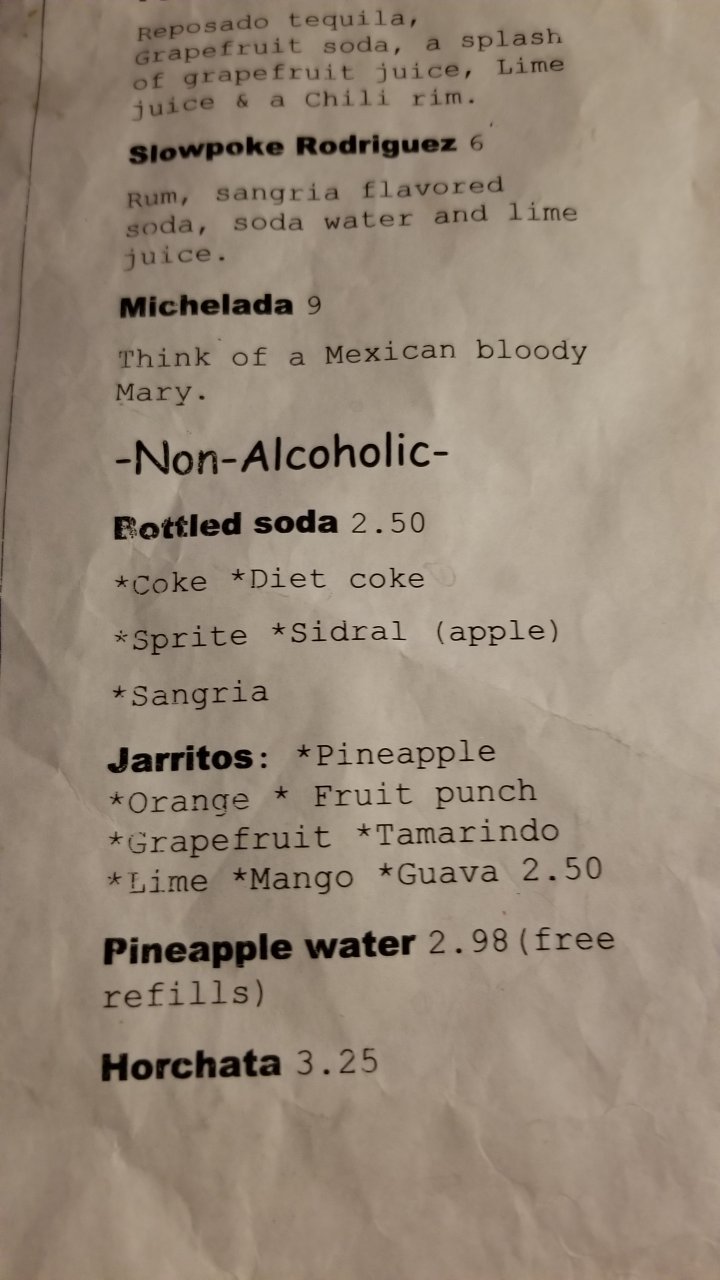 Reposado tequila,
Grapefruit soda, a splash
of grapefruit juice, Lime
juice & a Chili rim.
Slowpoke Rodriguez 6
Rum, sangria flavored
soda, soda water and lime
juice.
Michelada 9
Think of a Mexican bloody
Mary.
-Non-Alcoholic-
Bottled soda 2.50
*Coke *Diet coke
*Sprite *Sidral (apple)
*Sangria
Jarritos: *Pineapple
*Orange * Fruit punch
*Grapefruit *Tamarindo
*Lime *Mango *Guava 2.50
Pineapple water 2.98(free
refills)
Horchata 3.25